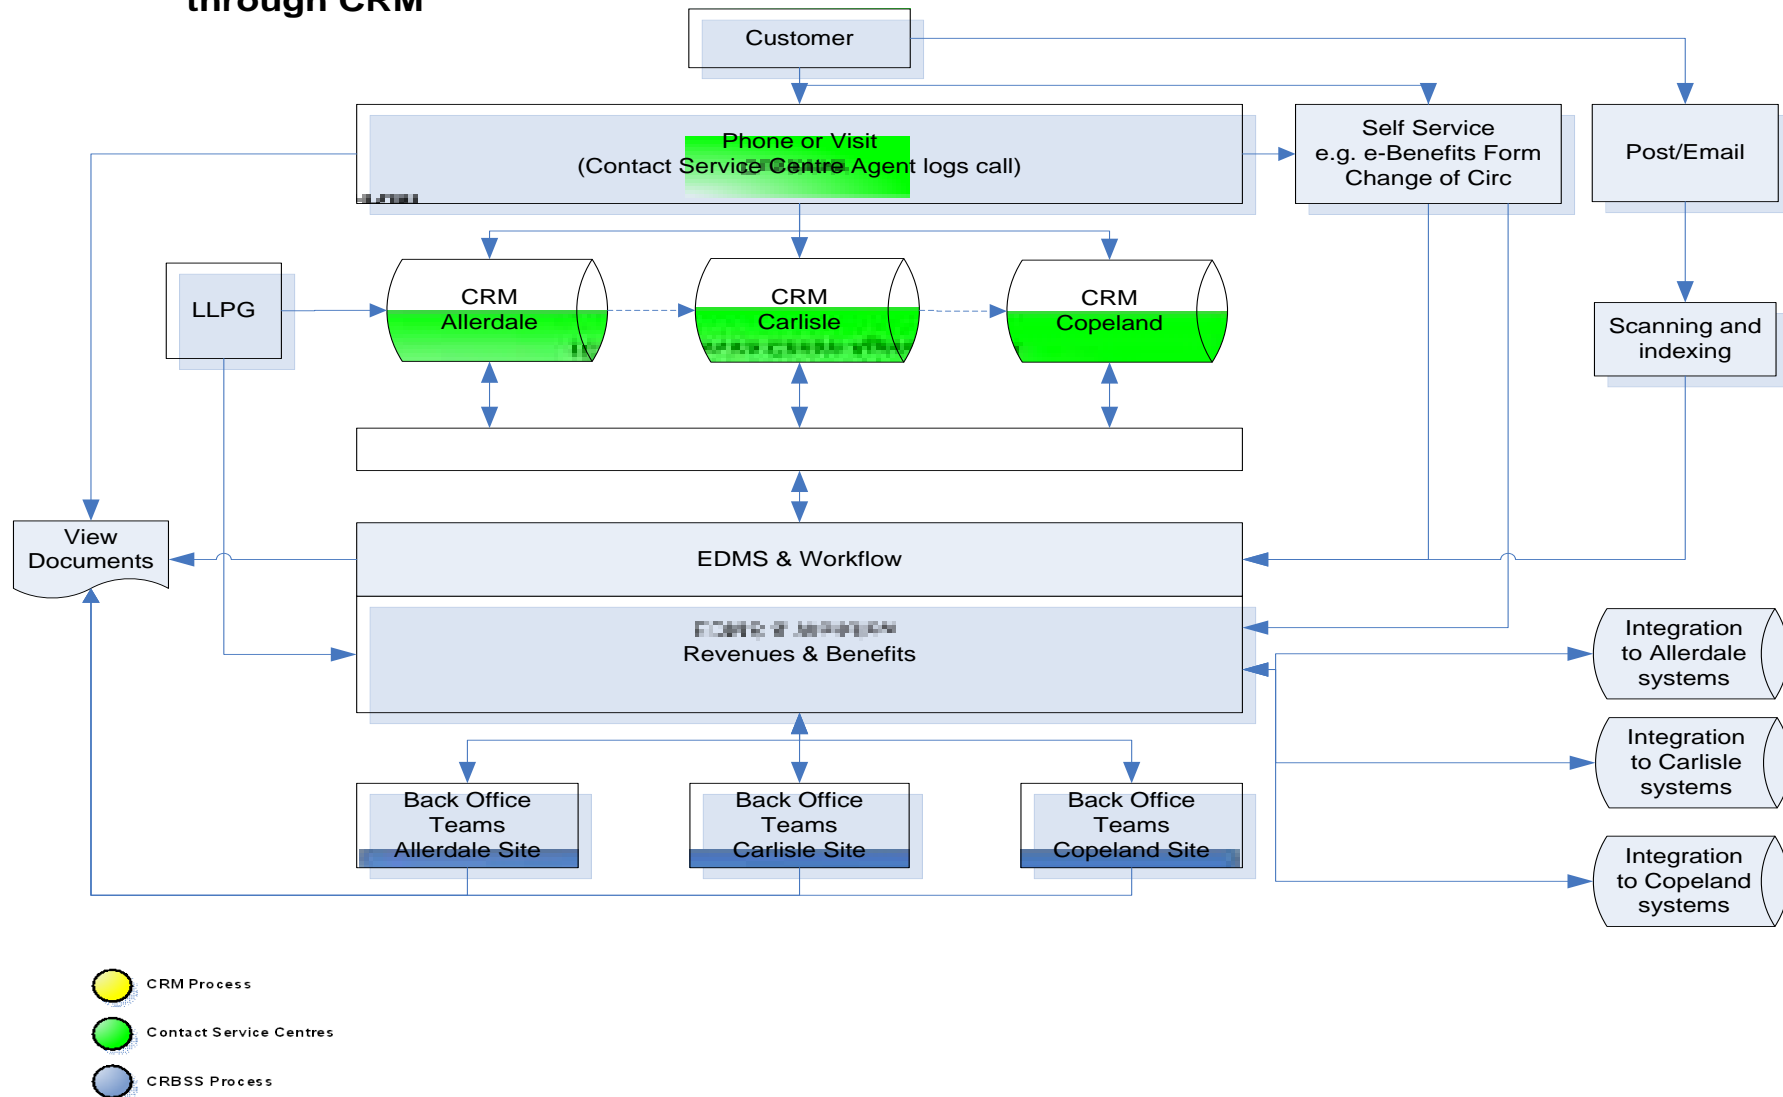 through CRM
Customer
Phone or Visit
(Contact Service Centre Agent logs call)
Self Service
e.g. e-Benefits Form
Change of Circ
Post/Email
LLPG
CRM
Allerdale
CRM
Carlisle
CRM
Copeland
Scanning and
indexing
View
Documents
EDMS & Workflow
Revenues & Benefits
Integration
to Allerdale
systems
Integration
to Carlisle
systems
Back Office
Teams
Allerdale Site
Back Office
Teams
Carlisle Site
Back Office
Teams
Copeland Site
Integration
to Copeland
systems
CRM Process
Contact Service Centres
CRBSS Process